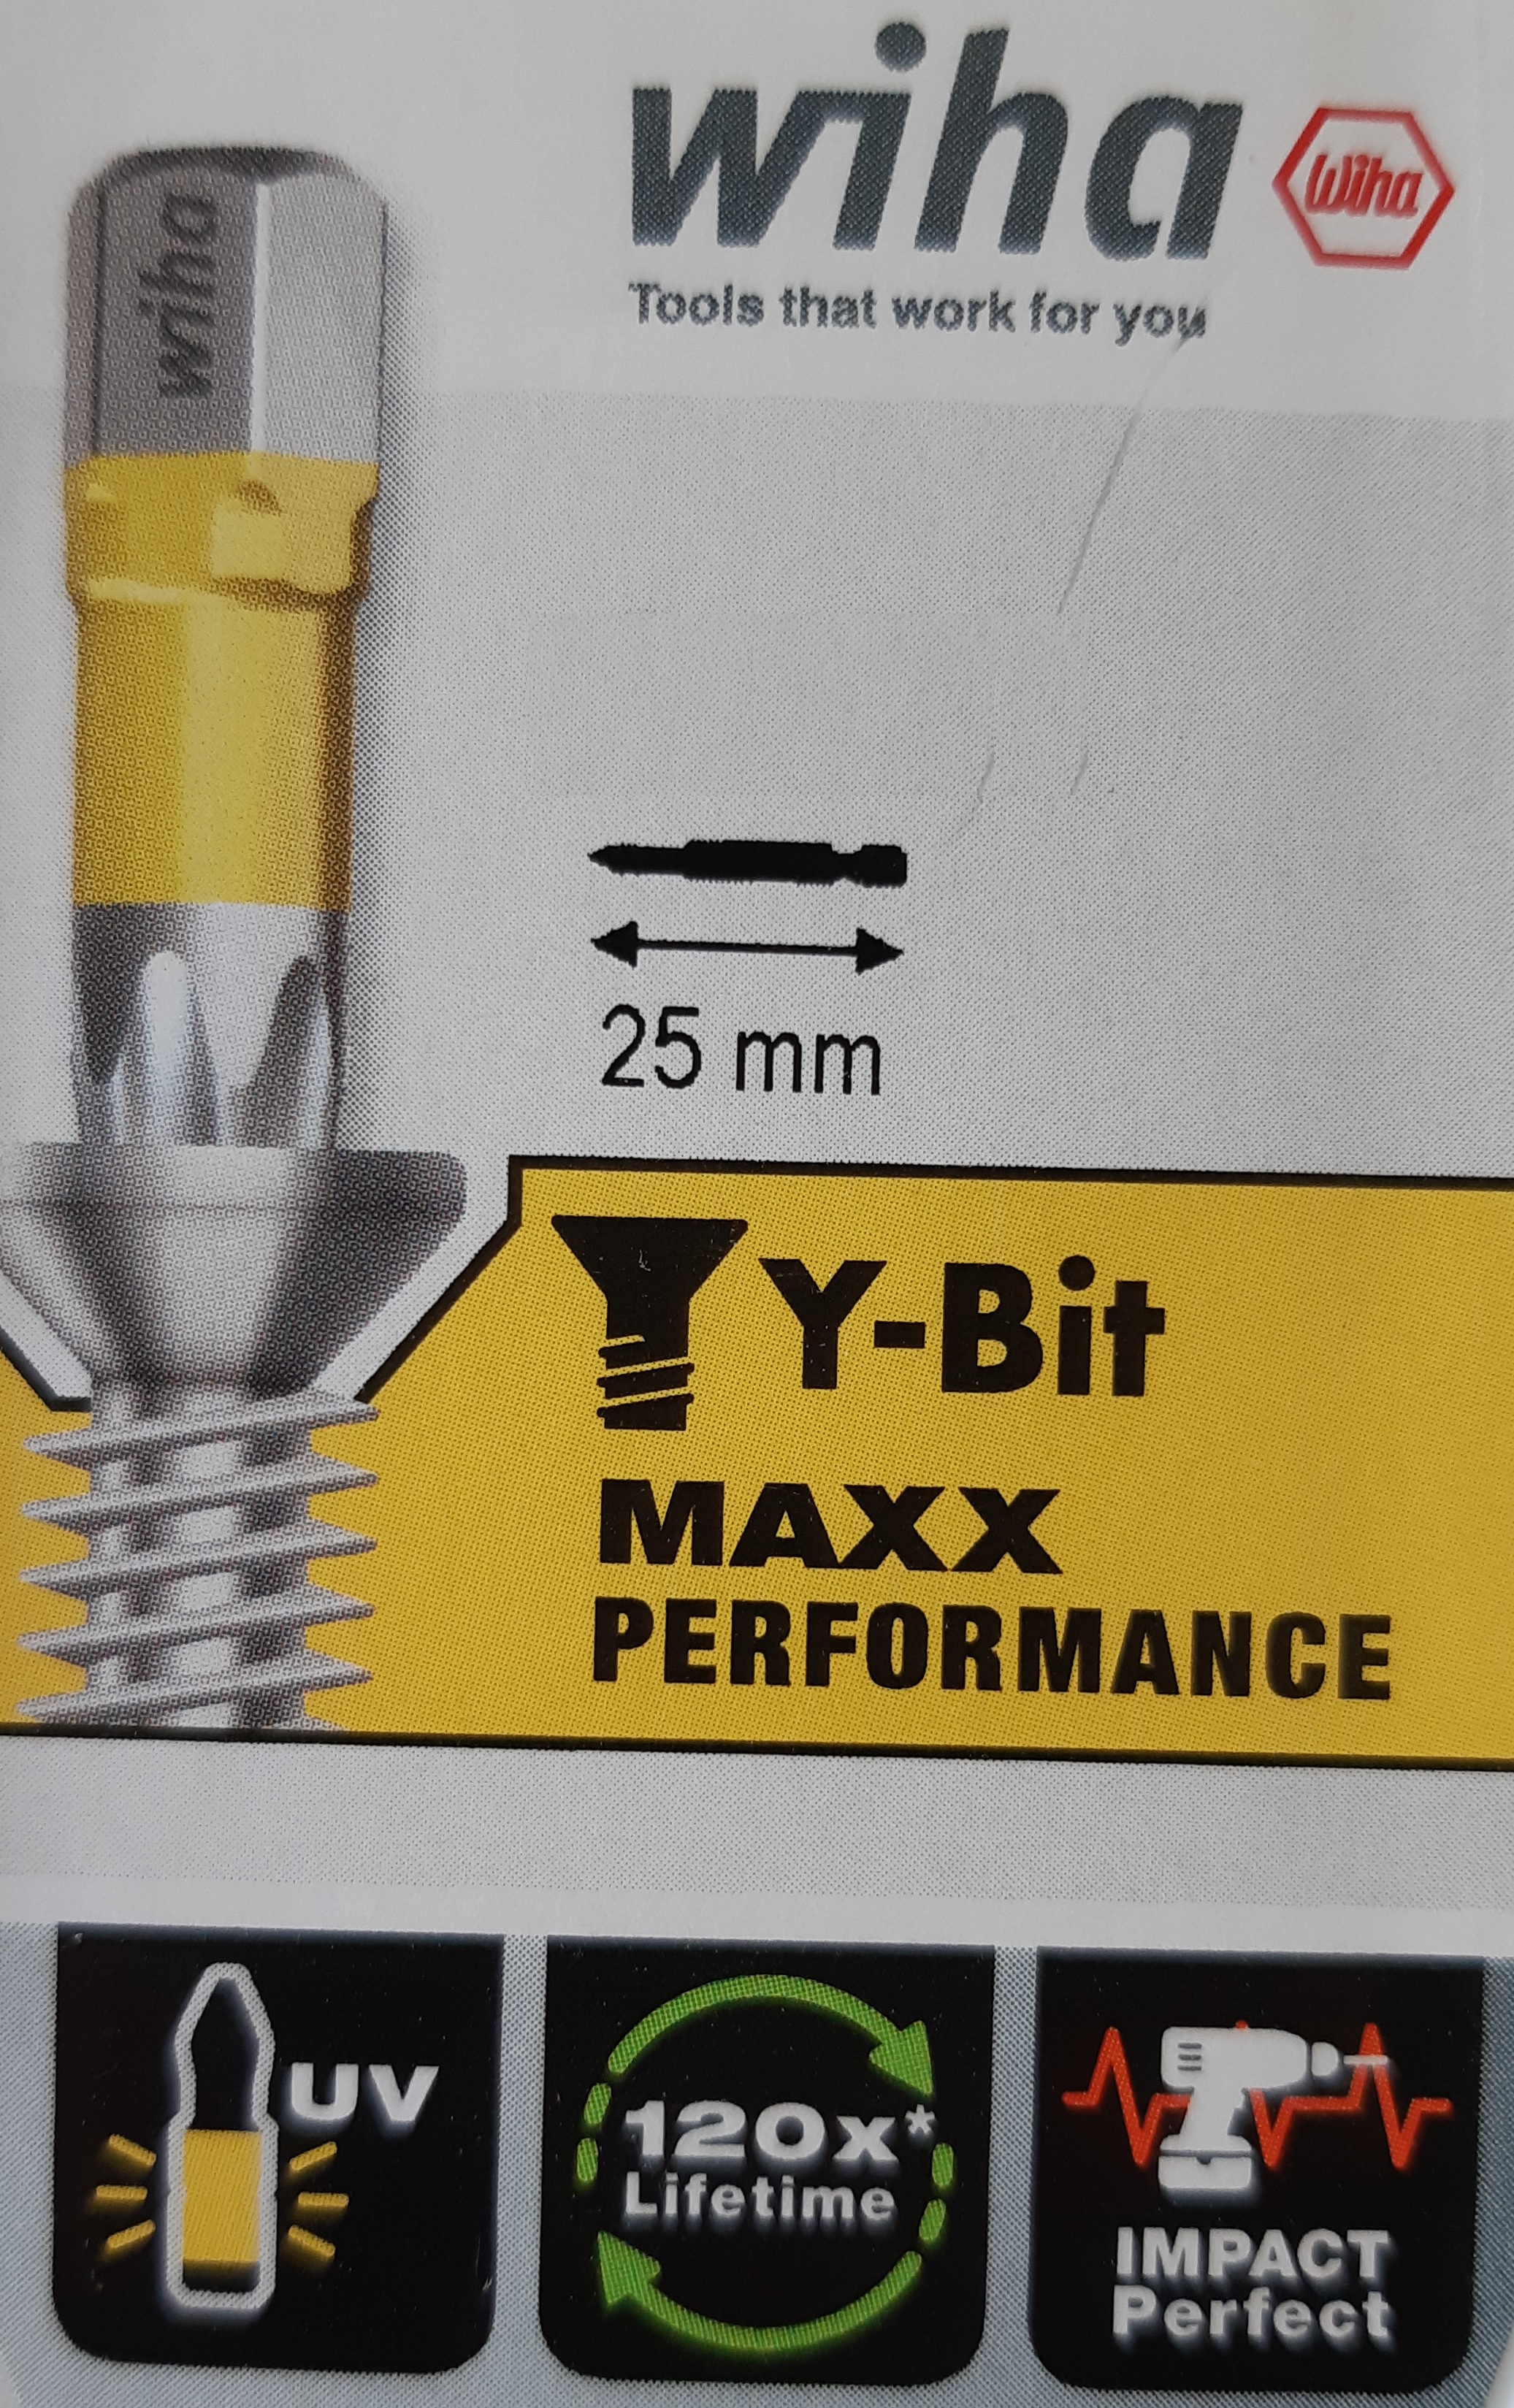 wiha
Wiha
Tools that work for you
wiha
25 mm
Y-Bit
MAXX
PERFORMANCE
UV
120x*
Lifetime
IMPACT
Perfect